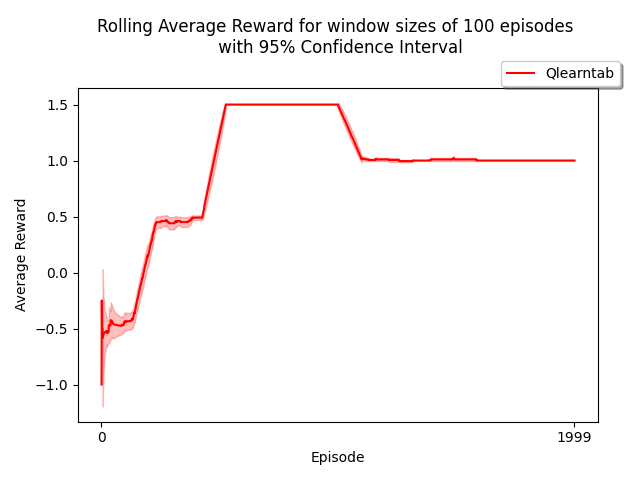 Rolling Average Reward for window sizes of 100 episodes
with 95% Confidence Interval
Qlearntab
1.5
1.0
0.5
0.0
−0.5
−1.0
Average Reward
0
1999
Episode